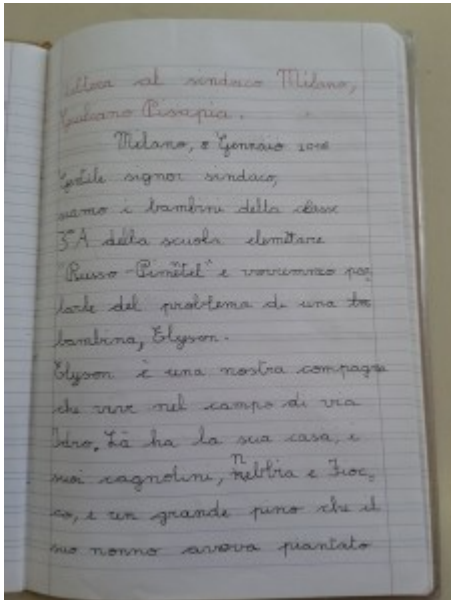 Lettera al sindaco Milano,
Giuliano Pisapia.
Milano, 8 Gennaio 2016
Gentile signor sindaco,
siamo i bambini della classe
3ªA della scuola elemtare
"Russo-Pimentel" e vorremmo par=
larle del problema di una
bambina, Elyson.
Elyson è una nostra compagna
che vive nel campo di via
Idro. Là ha la sua casa, i
suoi cagnolini, nebbia e Fioc=
co, e un grande pino che il
suo nonno aveva piantato